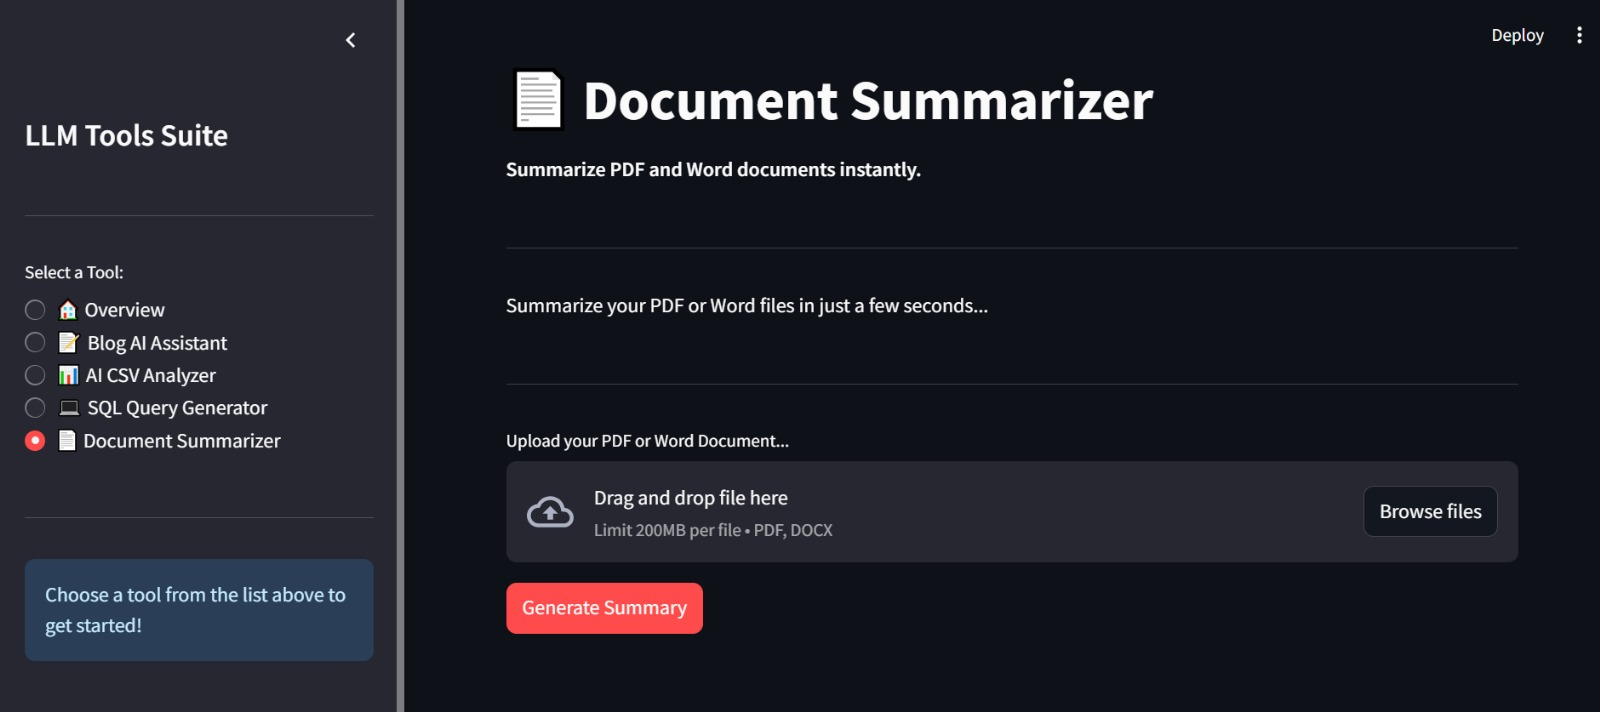 Deploy
LLM Tools Suite
Select a Tool:
🏠 Overview
📝 Blog AI Assistant
📊 AI CSV Analyzer
💻 SQL Query Generator
📄 Document Summarizer
Choose a tool from the list above to
get started!
📄 Document Summarizer
Summarize PDF and Word documents instantly.
Summarize your PDF or Word files in just a few seconds...
Upload your PDF or Word Document...
Drag and drop file here
Limit 200MB per file • PDF, DOCX
Browse files
Generate Summary